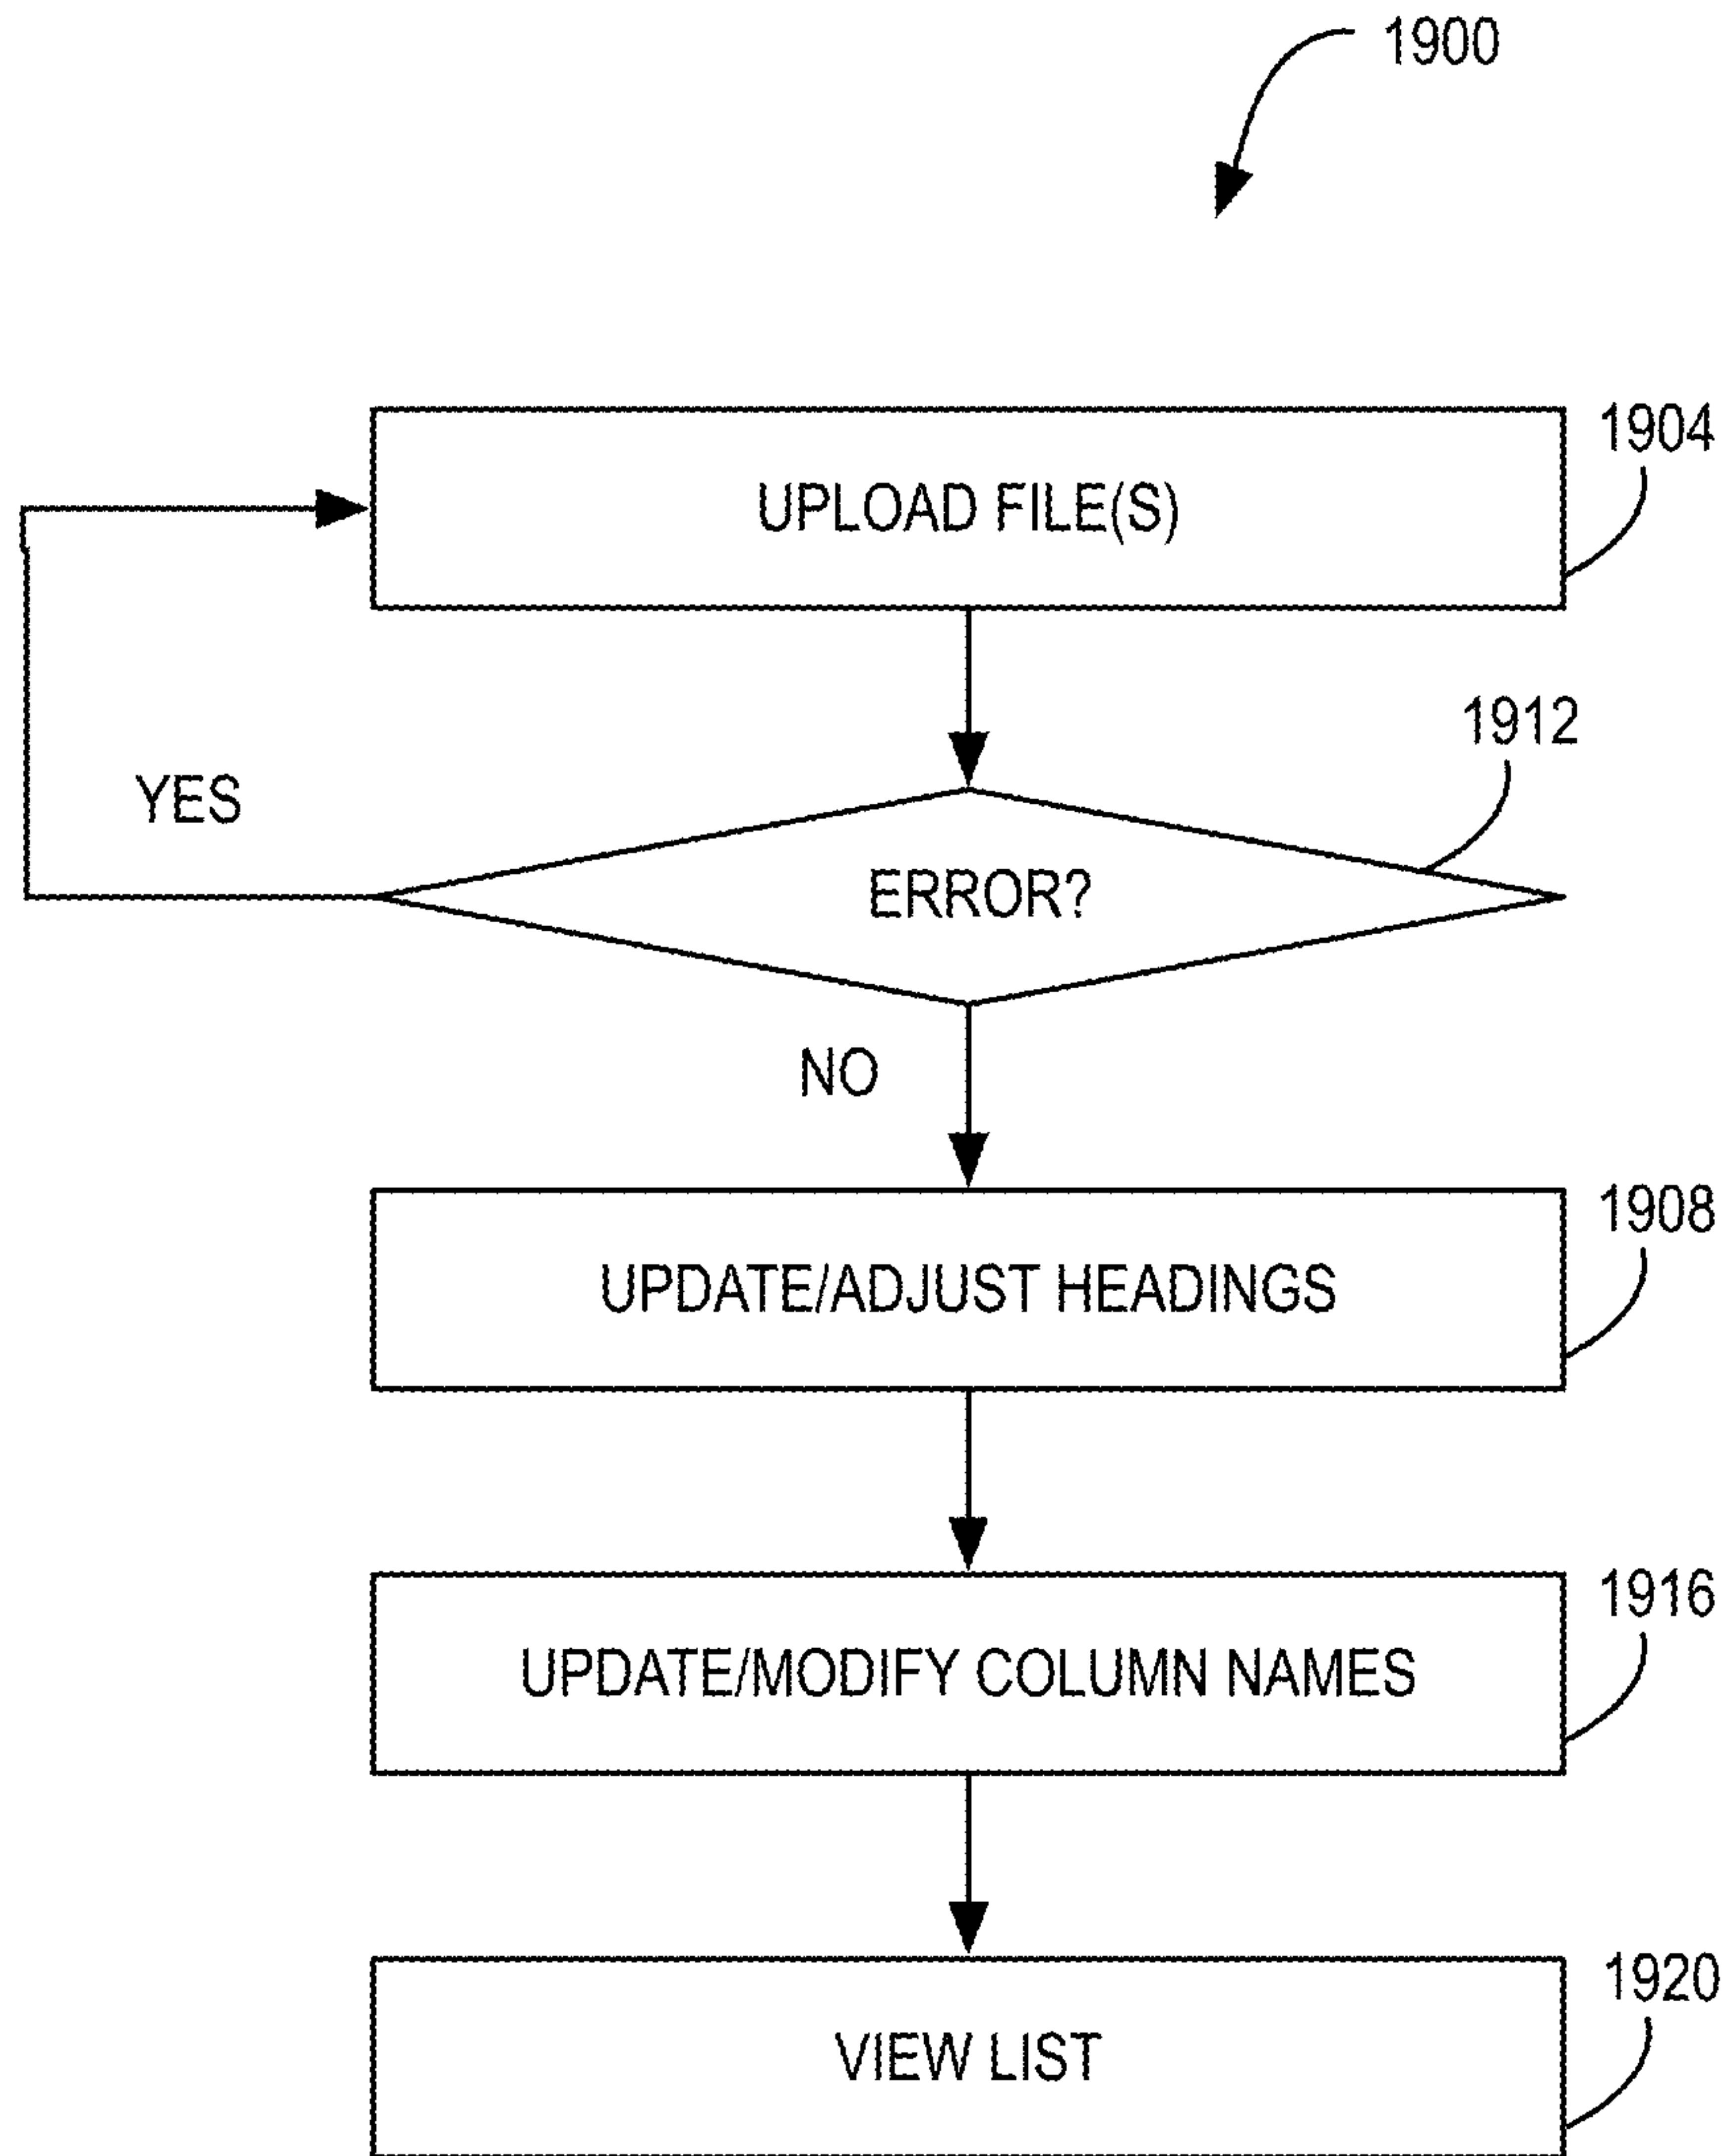 1900
1904
UPLOAD FILE(S)
1912
YES
ERROR?
NO
1908
UPDATE/ADJUST HEADINGS
1916
UPDATE/MODIFY COLUMN NAMES
1920
VIEW LIST